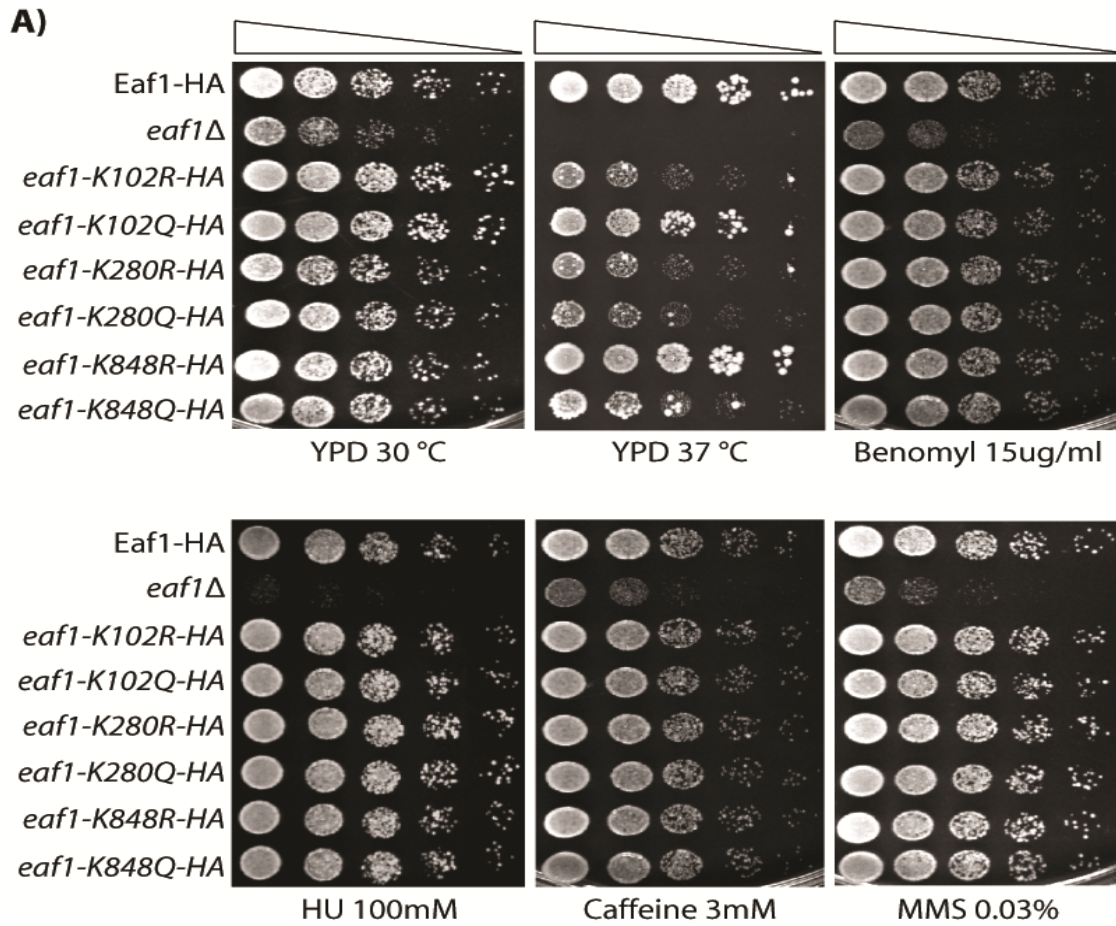 A)
Eaf1-HA
eaf1Δ
eaf1-K102R-HA
eaf1-K102Q-HA
eaf1-K280R-HA
eaf1-K280Q-HA
eaf1-K848R-HA
eaf1-K848Q-HA
YPD 30 °C YPD 37 °C Benomyl 15ug/ml
Eaf1-HA
eaf1Δ
eaf1-K102R-HA
eaf1-K102Q-HA
eaf1-K280R-HA
eaf1-K280Q-HA
eaf1-K848R-HA
eaf1-K848Q-HA
HU 100mM Caffeine 3mM MMS 0.03%